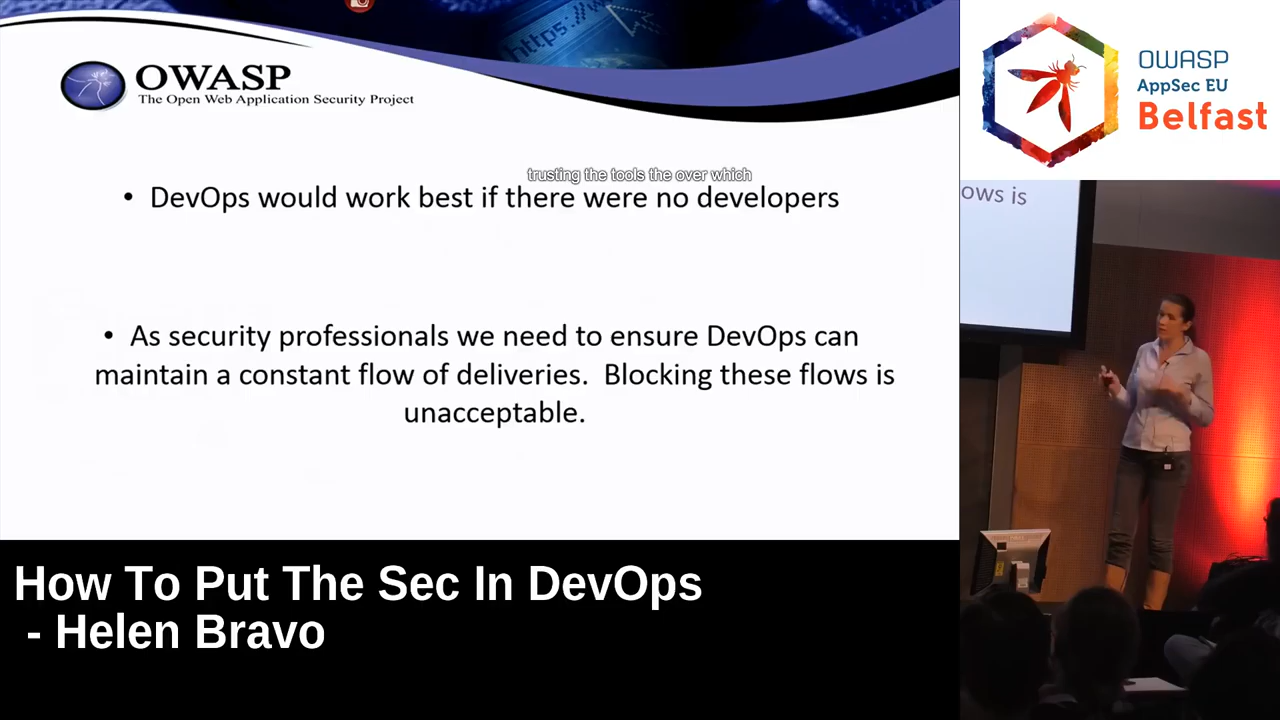 https://w
OWASP
The Open Web Application Security Project
trusting the tools the over which
• DevOps would work best if there were no developers
• As security professionals we need to ensure DevOps can
maintain a constant flow of deliveries.  Blocking these flows is
unacceptable.
OWASP
AppSec EU
Belfast
ows is
How To Put The Sec In DevOps
- Helen Bravo